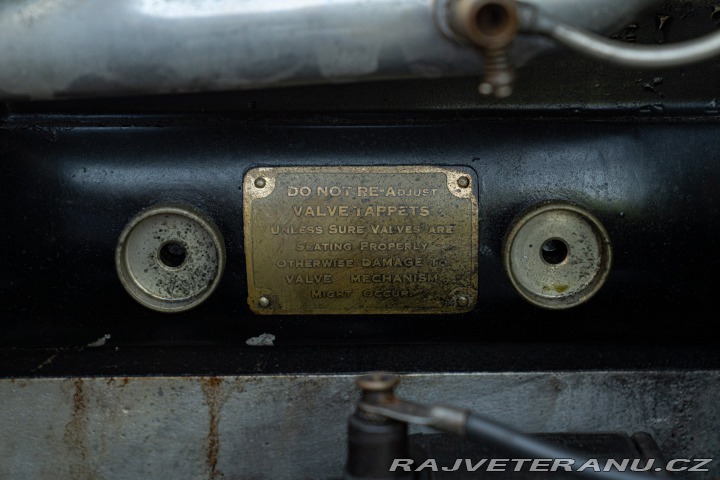 DO NOT RE-ADJUST
VALVE TAPPETS
UNLESS SURE VALVES ARE
SEATING PROPERLY
OTHERWISE DAMAGE TO
VALVE MECHANISM
MIGHT OCCUR
RAJVETERANU.CZ